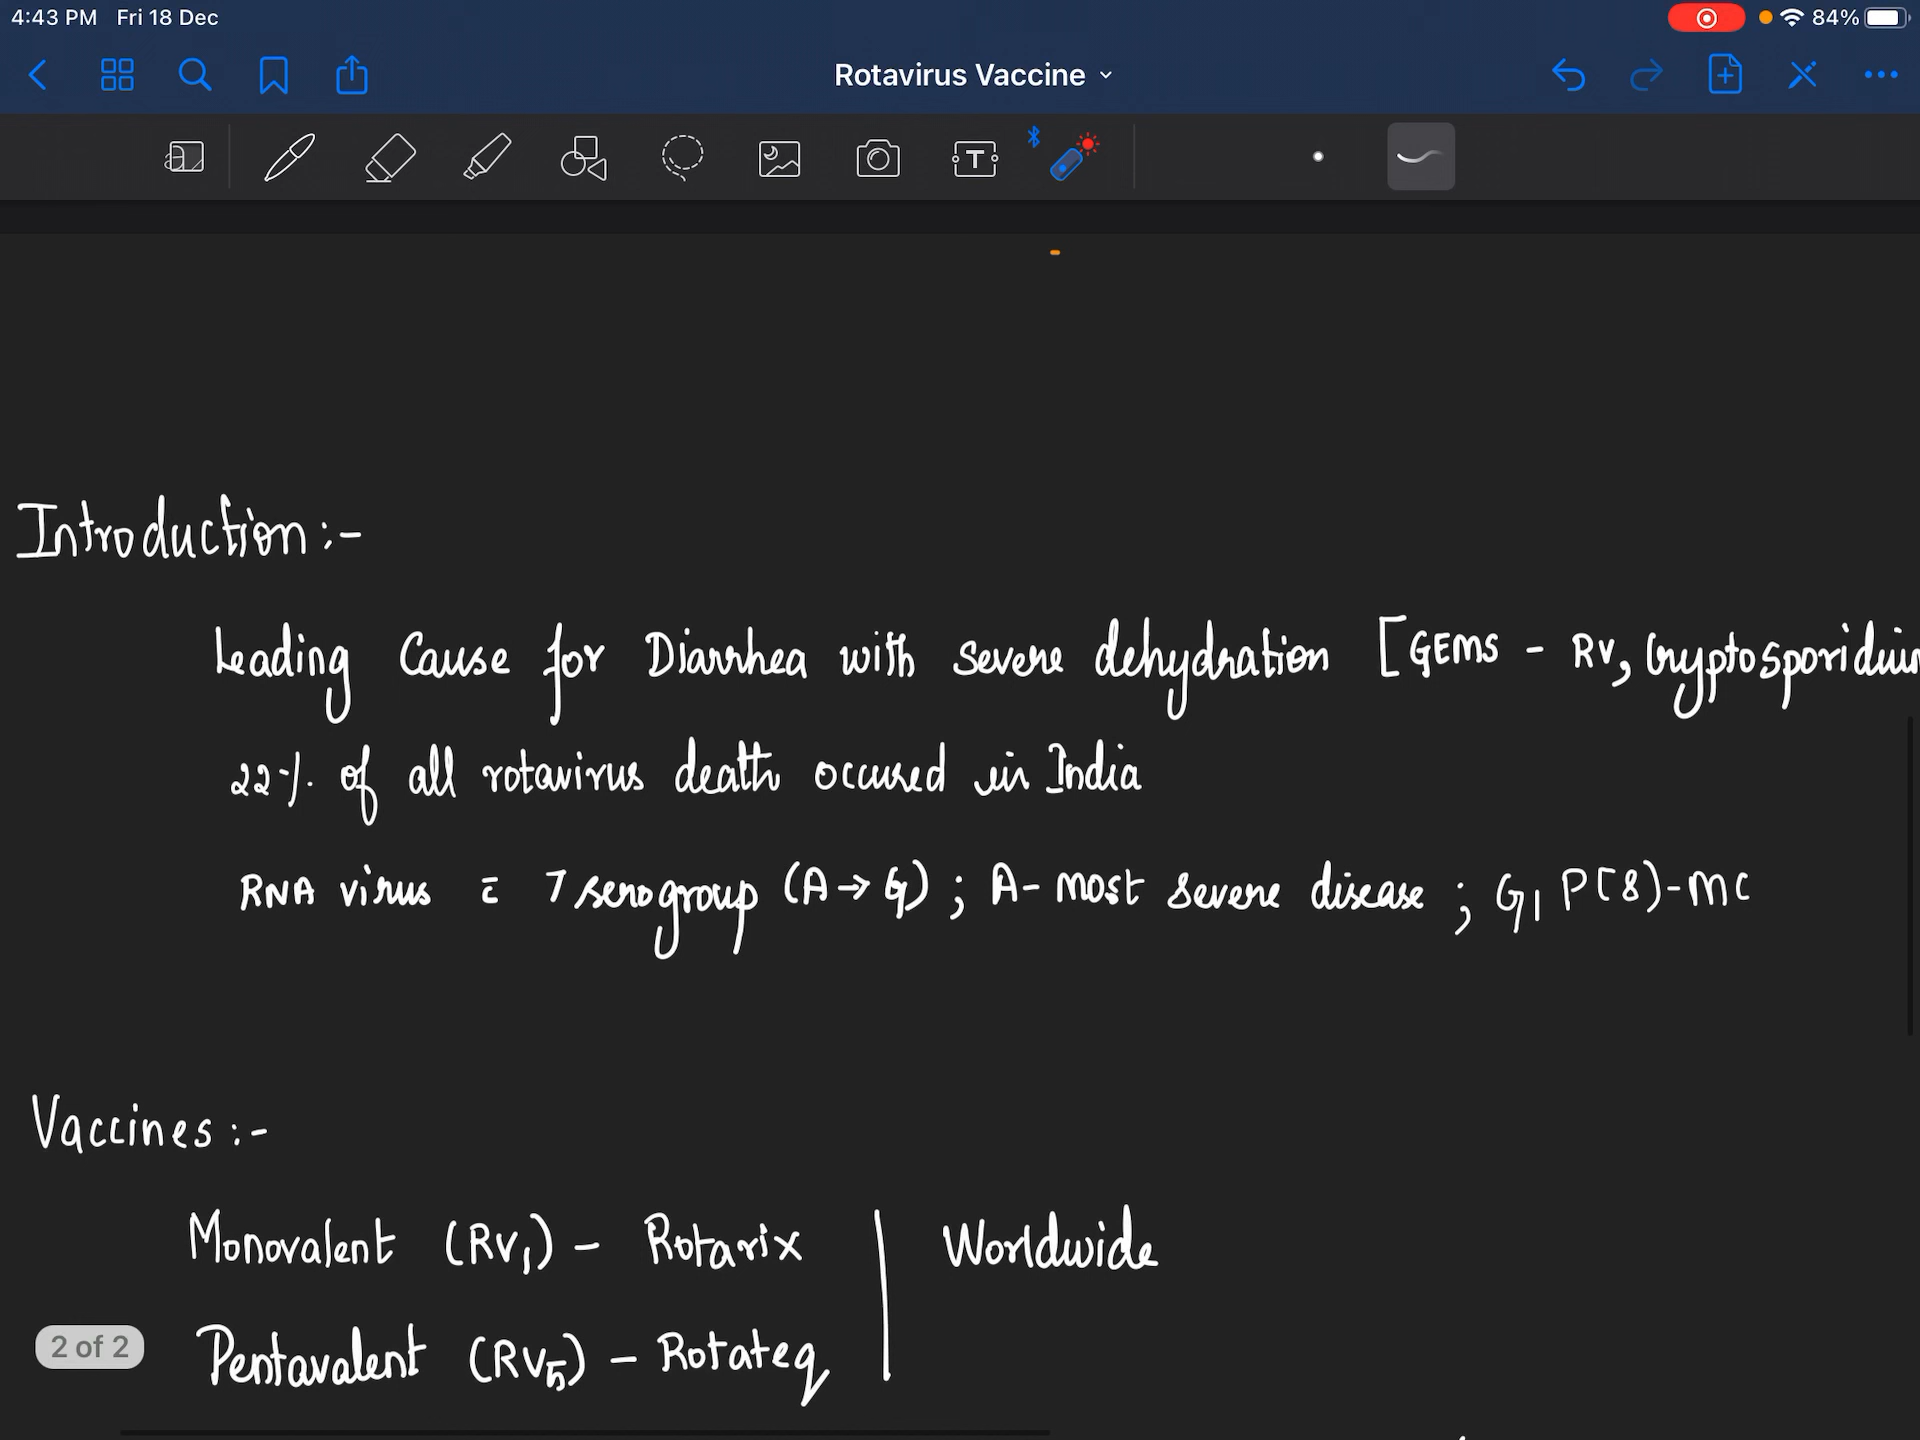 4:43 PM Fri 18 Dec 84%
Rotavirus Vaccine
T
Introduction :-
Leading Cause for Diarrhea with severe dehydration [GEMS - RV, Cryptosporidium
22% of all rotavirus death occured in India
RNA virus c̄ 7 serogroup (A → G) ; A - most severe disease ; G1 P[8) - MC
Vaccines :-
Monovalent (RV1) - Rotarix | Worldwide
2 of 2
Pentavalent (RV5) - Rotateq